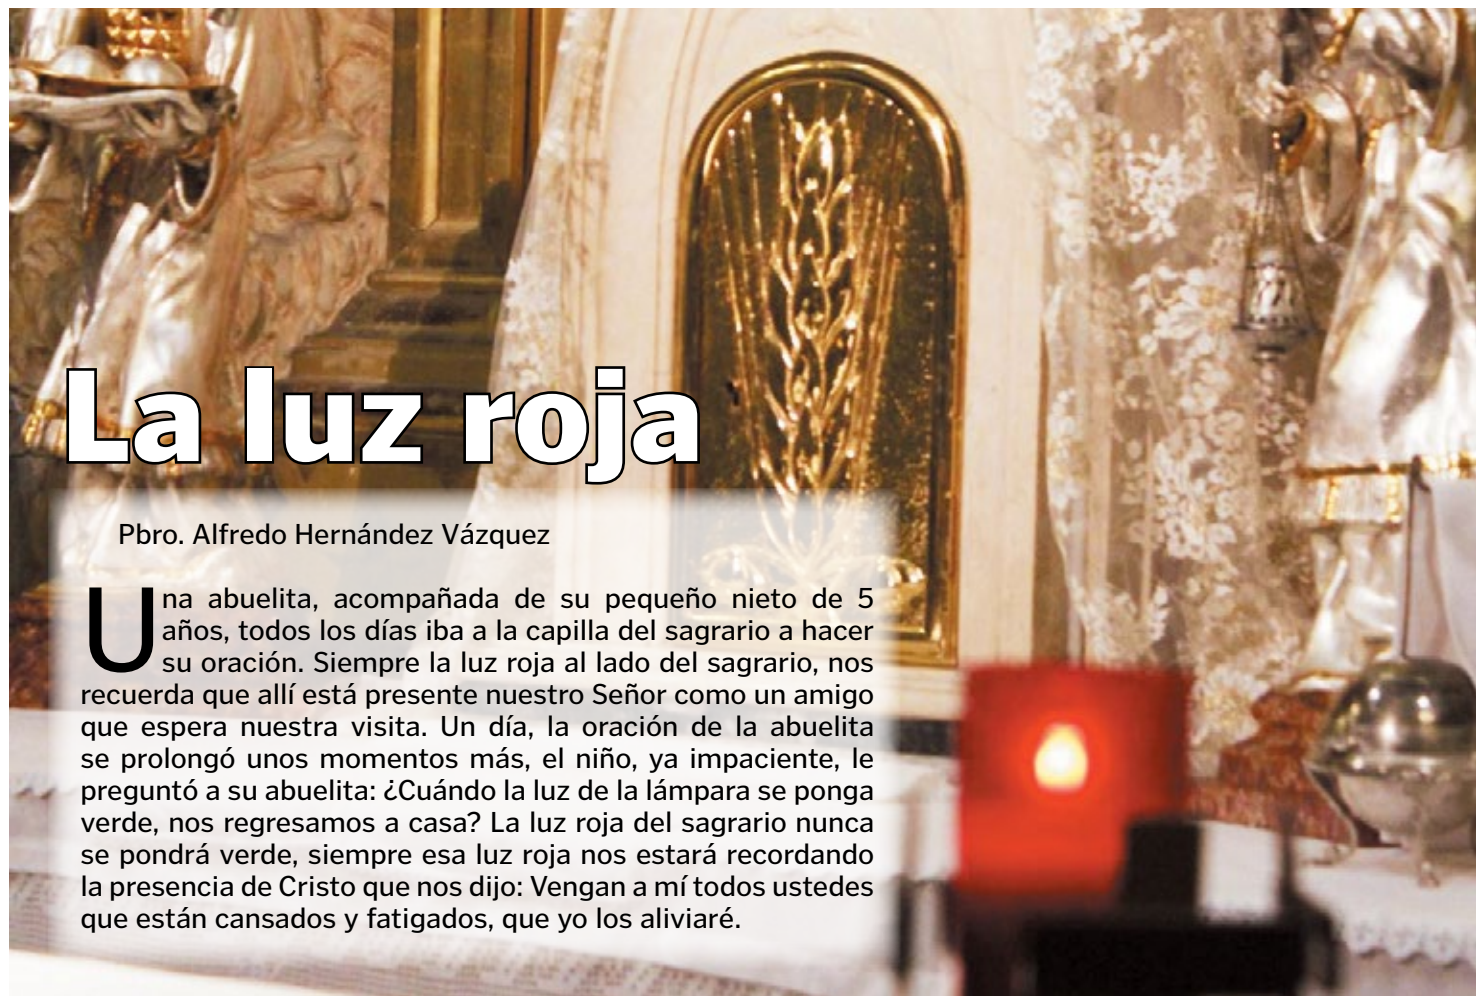 La luz roja
Pbro. Alfredo Hernández Vázquez
Una abuelita, acompañada de su pequeño nieto de 5
años, todos los días iba a la capilla del sagrario a hacer
su oración. Siempre la luz roja al lado del sagrario, nos
recuerda que allí está presente nuestro Señor como un amigo
que espera nuestra visita. Un día, la oración de la abuelita
se prolongó unos momentos más, el niño, ya impaciente, le
preguntó a su abuelita: ¿Cuándo la luz de la lámpara se ponga
verde, nos regresamos a casa? La luz roja del sagrario nunca
se pondrá verde, siempre esa luz roja nos estará recordando
la presencia de Cristo que nos dijo: Vengan a mí todos ustedes
que están cansados y fatigados, que yo los aliviaré.